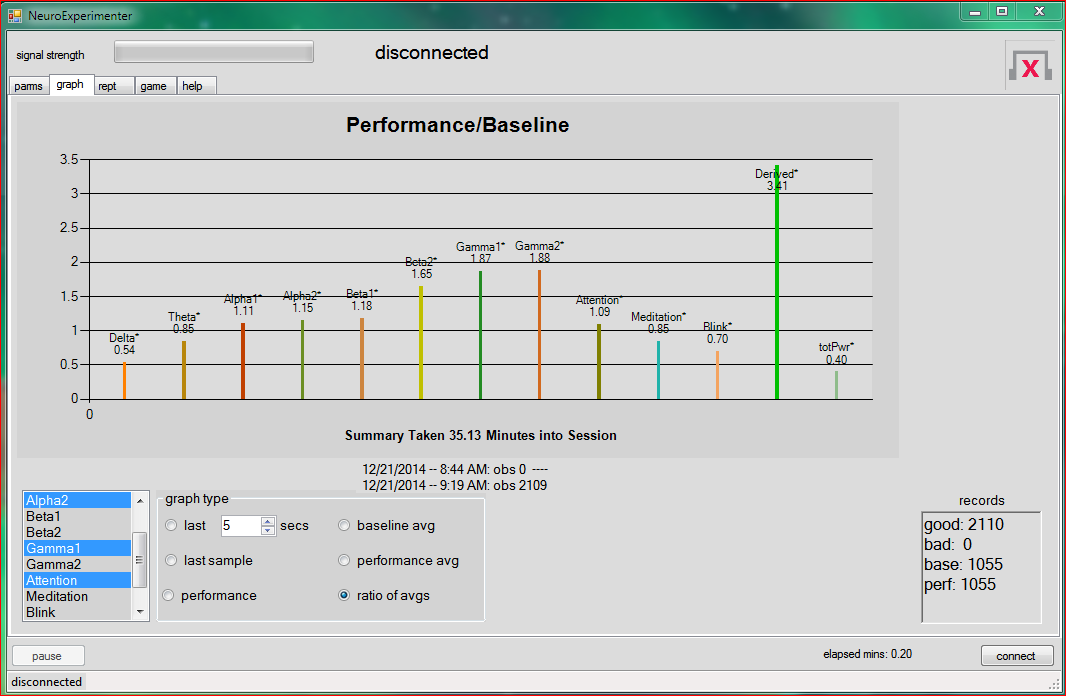 NeuroExperimenter
signal strength
disconnected
X
parms graph rept game help
Performance/Baseline
3.5
3
2.5
2
1.5
1
0.5
0
0
Delta*
0.54
Theta*
0.85
Alpha1*
1.11
Alpha2*
1.15
Beta1*
1.18
Beta2*
1.65
Gamma1*
1.87
Gamma2*
1.88
Attention*
1.09
Meditation*
0.85
Blink*
0.70
Derived*
3.41
totPwr*
0.40
Summary Taken 35.13 Minutes into Session
12/21/2014 -- 8:44 AM: obs 0 ----
12/21/2014 -- 9:19 AM: obs 2109
Alpha2
Beta1
Beta2
Gamma1
Gamma2
Attention
Meditation
Blink
graph type
last 5 secs
baseline avg
last sample
performance avg
performance
ratio of avgs
records
good: 2110
bad: 0
base: 1055
perf: 1055
pause
elapsed mins: 0.20
connect
disconnected